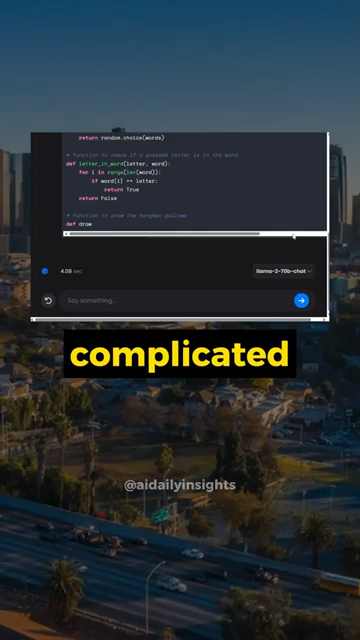 return random.choice(words)
# Function to check if a guessed letter is in the word
def letter_in_word(letter, word):
for i in range(len(word)):
if word[i] == letter:
return True
return False
# Function to draw the hangman gallows
def draw
4.08 sec
llama-2-70b-chat
Say something...
complicated
@aidailyinsights